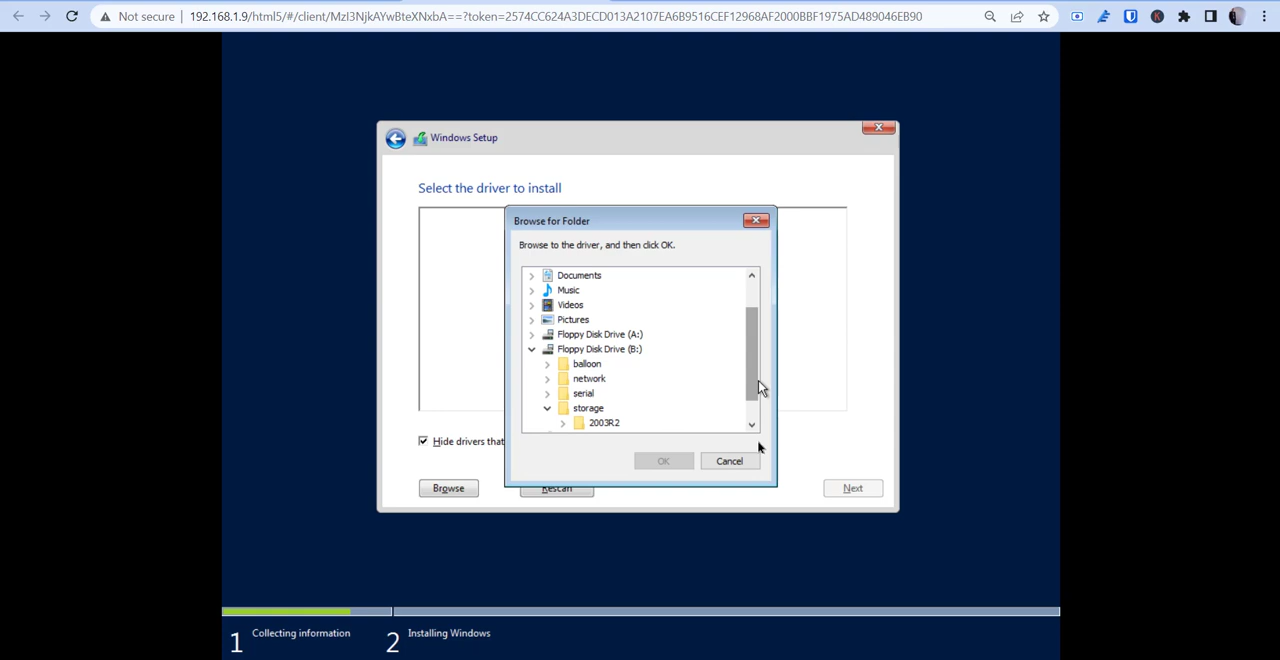 Not secure
192.168.1.9/html5/#/client/MzI3NjkAYwBteXNxbA==?token=2574CC624A3DECD013A2107EA6B9516CEF12968AF2000BBF1975AD489046EB90
Windows Setup
Select the driver to install
Browse for Folder
Browse to the driver, and then click OK.
Documents
Music
Videos
Pictures
Floppy Disk Drive (A:)
Floppy Disk Drive (B:)
balloon
network
serial
storage
2003R2
Hide drivers that
OK
Cancel
Browse
Rescan
Next
1 Collecting information
2 Installing Windows